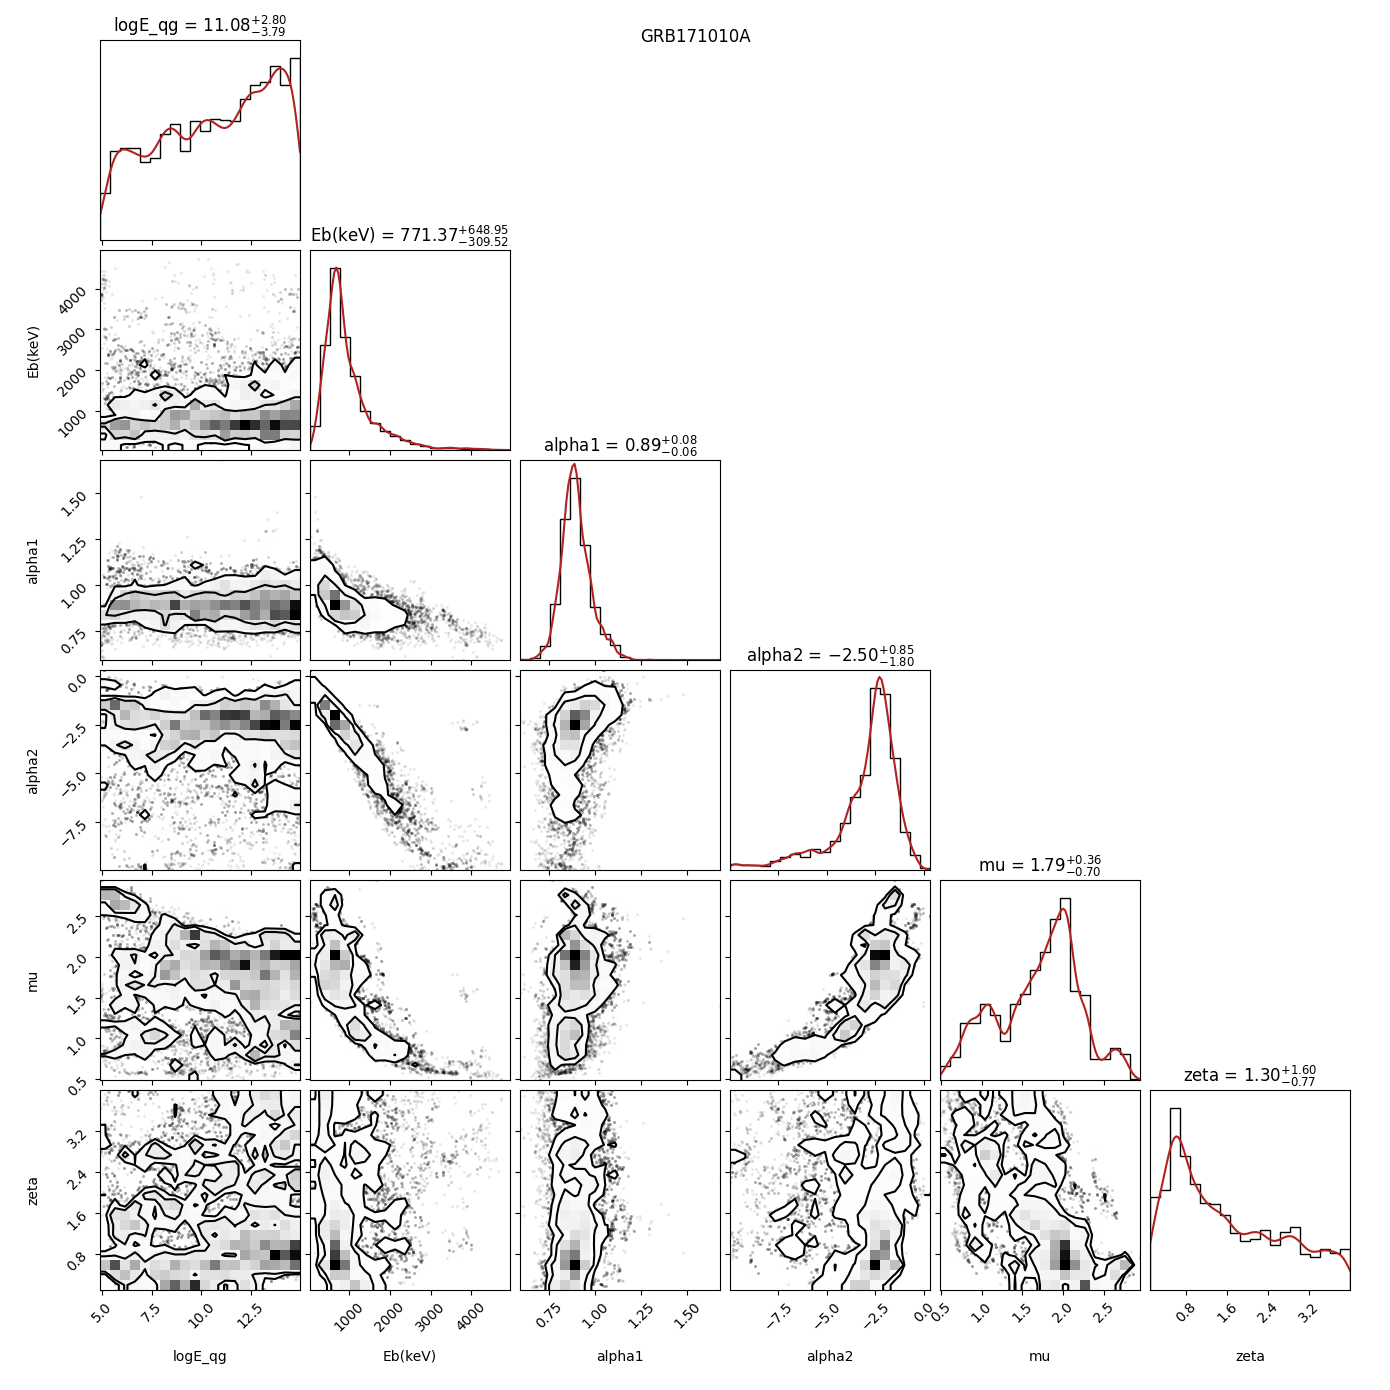 GRB171010A
logE_qg = 11.08+2.80−3.79
Eb(keV) = 771.37+648.95−309.52
Eb(keV)
4000
3000
2000
1000
alpha1 = 0.89+0.08−0.06
alpha1
1.50
1.25
1.00
0.75
alpha2 = −2.50+0.85−1.80
alpha2
0.0
−2.5
−5.0
−7.5
mu = 1.79+0.36−0.70
mu
2.5
2.0
1.5
1.0
0.5
zeta = 1.30+1.60−0.77
zeta
3.2
2.4
1.6
0.8
5.0 7.5 10.0 12.5
1000 2000 3000 4000
0.75 1.00 1.25 1.50
−7.5 −5.0 −2.5 0.0
0.5 1.0 1.5 2.0 2.5
0.8 1.6 2.4 3.2
logE_qg Eb(keV) alpha1 alpha2 mu zeta